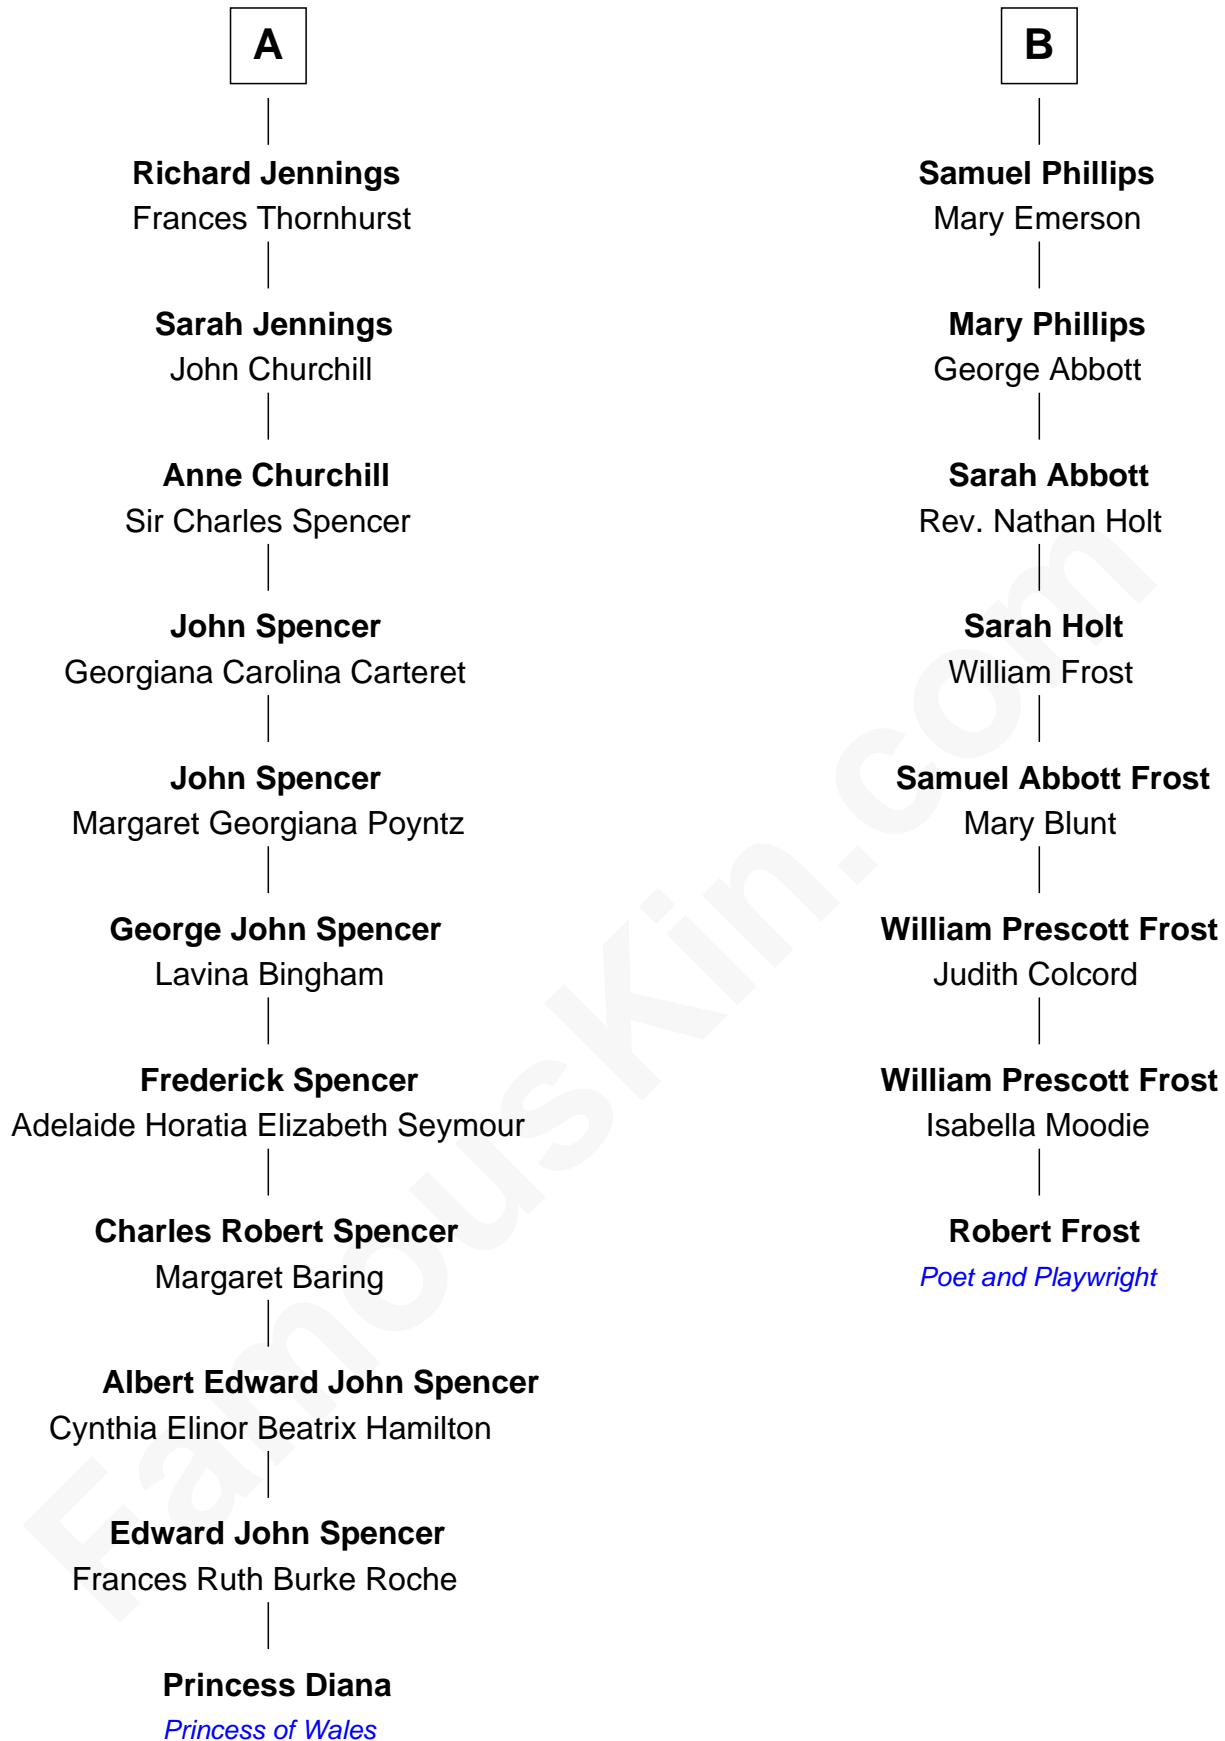 A
Richard Jennings
Frances Thornhurst
Sarah Jennings
John Churchill
Anne Churchill
Sir Charles Spencer
John Spencer
Georgiana Carolina Carteret
John Spencer
Margaret Georgiana Poyntz
George John Spencer
Lavina Bingham
Frederick Spencer
Adelaide Horatia Elizabeth Seymour
Charles Robert Spencer
Margaret Baring
Albert Edward John Spencer
Cynthia Elinor Beatrix Hamilton
Edward John Spencer
Frances Ruth Burke Roche
Princess Diana
Princess of Wales
B
Samuel Phillips
Mary Emerson
Mary Phillips
George Abbott
Sarah Abbott
Rev. Nathan Holt
Sarah Holt
William Frost
Samuel Abbott Frost
Mary Blunt
William Prescott Frost
Judith Colcord
William Prescott Frost
Isabella Moodie
Robert Frost
Poet and Playwright
FamousKin.com